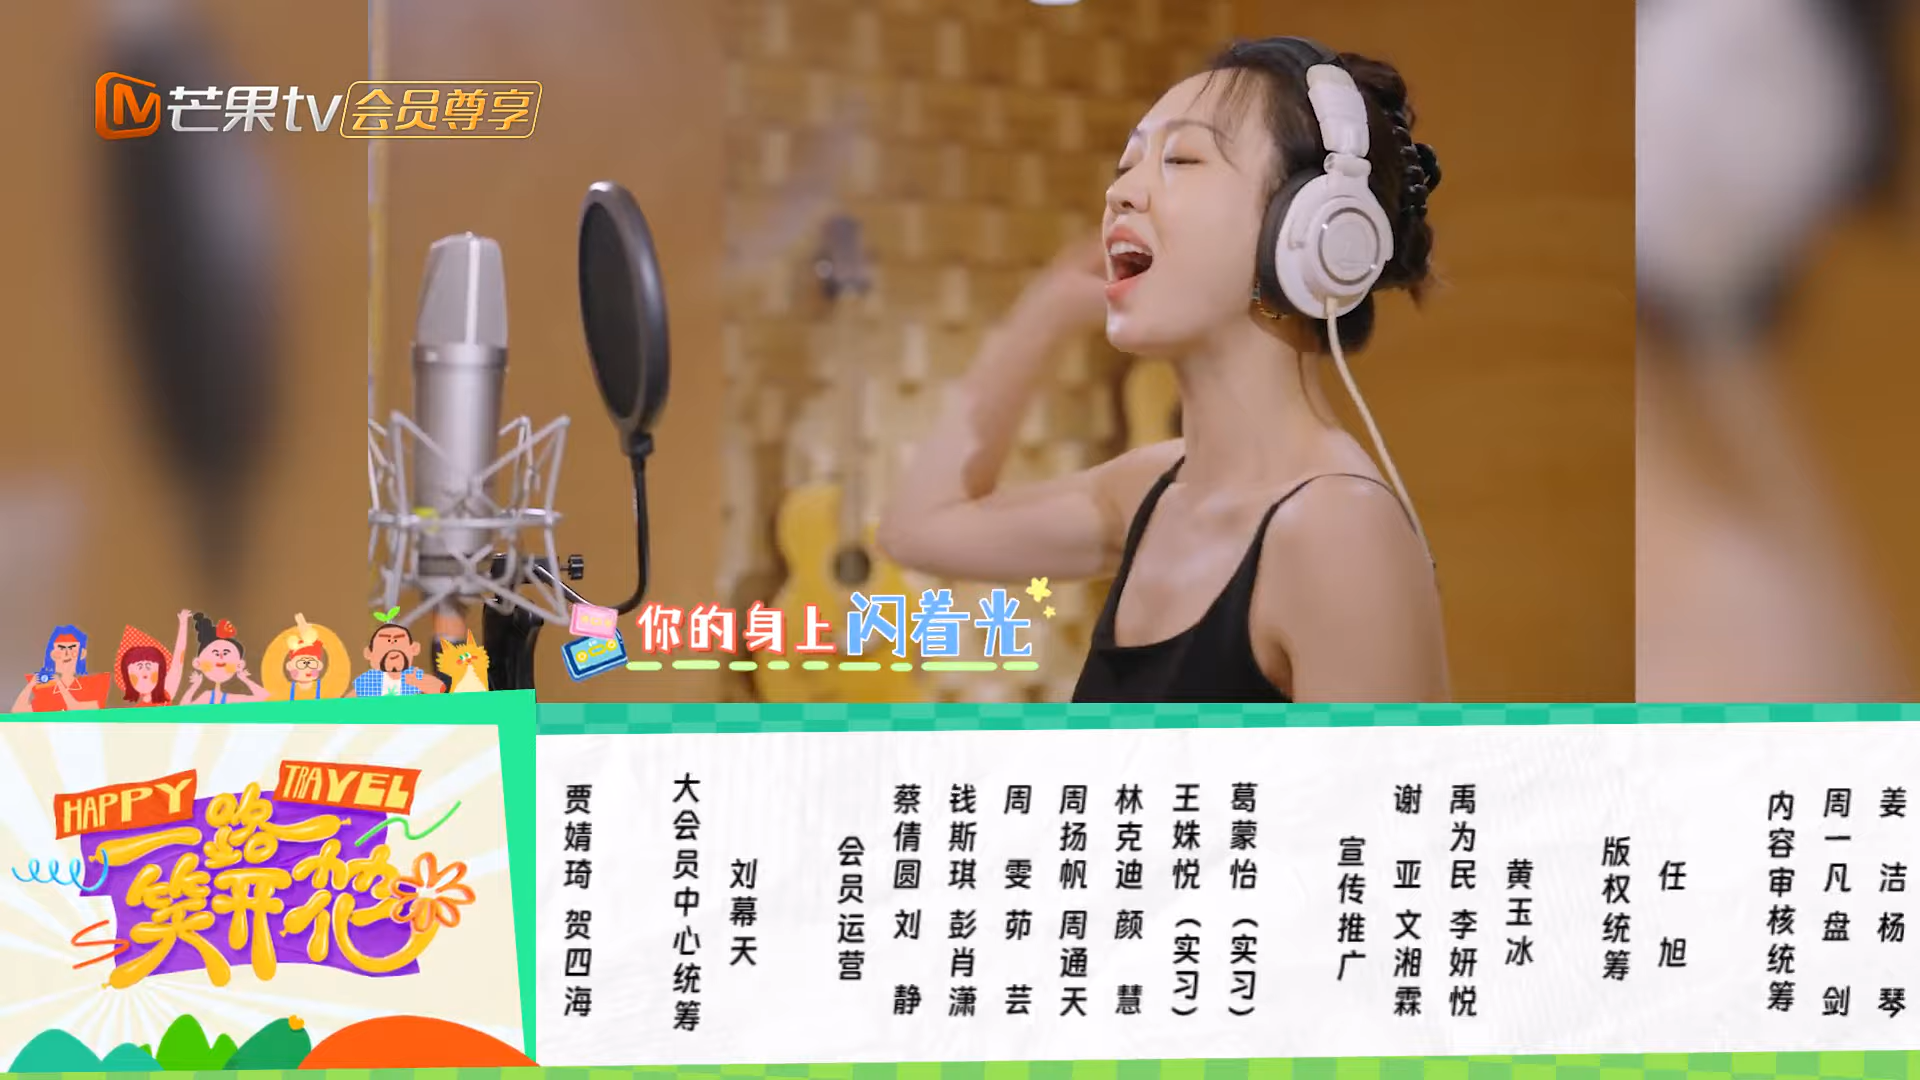 芒果tv会员尊享
你的身上闪着光
HAPPY
TRAVEL
一路
笑开花
贾婧琦 贺四海
大会员中心统筹
刘幕天
会员运营
蔡倩圆 刘静
钱斯琪 彭肖潇
周雯 茆芸
周扬帆 周通天
林克迪 颜慧
王姝悦(实习)
葛蒙怡(实习)
宣传推广
谢亚 文湘霖
禹为民 李妍悦
黄玉冰
版权统筹
任旭
内容审核统筹
周一凡 盘剑
姜洁 杨琴